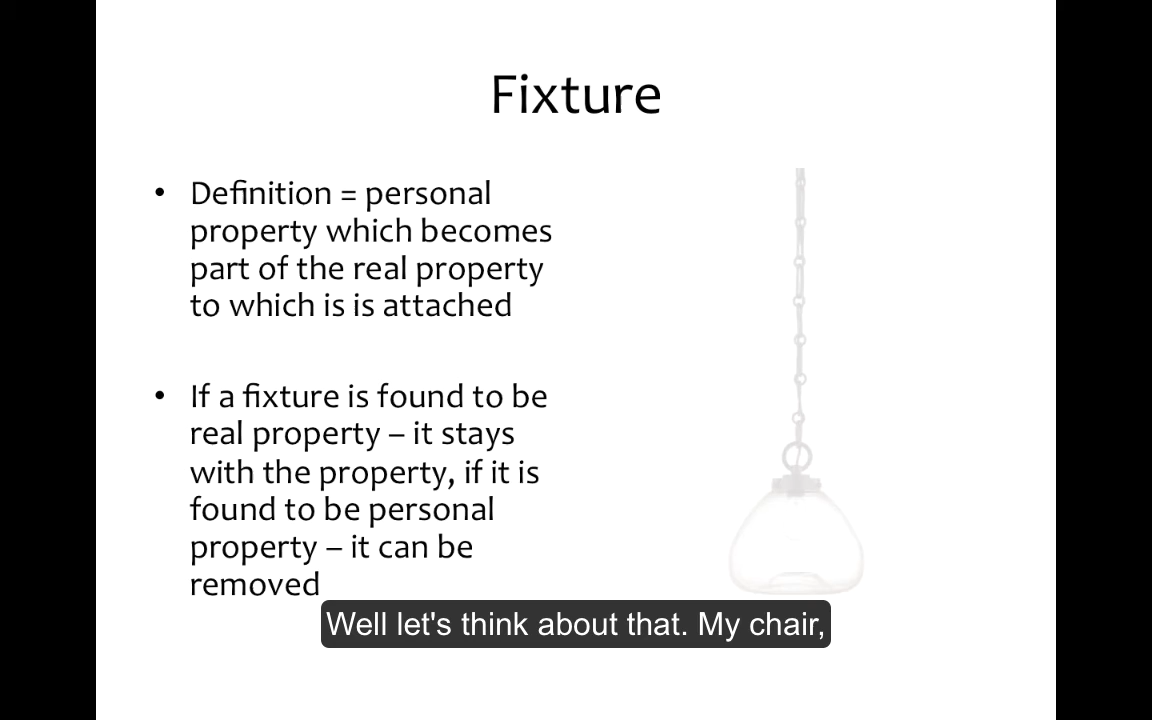 Fixture
• Definition = personal
property which becomes
part of the real property
to which is is attached
• If a fixture is found to be
real property – it stays
with the property, if it is
found to be personal
property – it can be
removed
Well let's think about that. My chair,